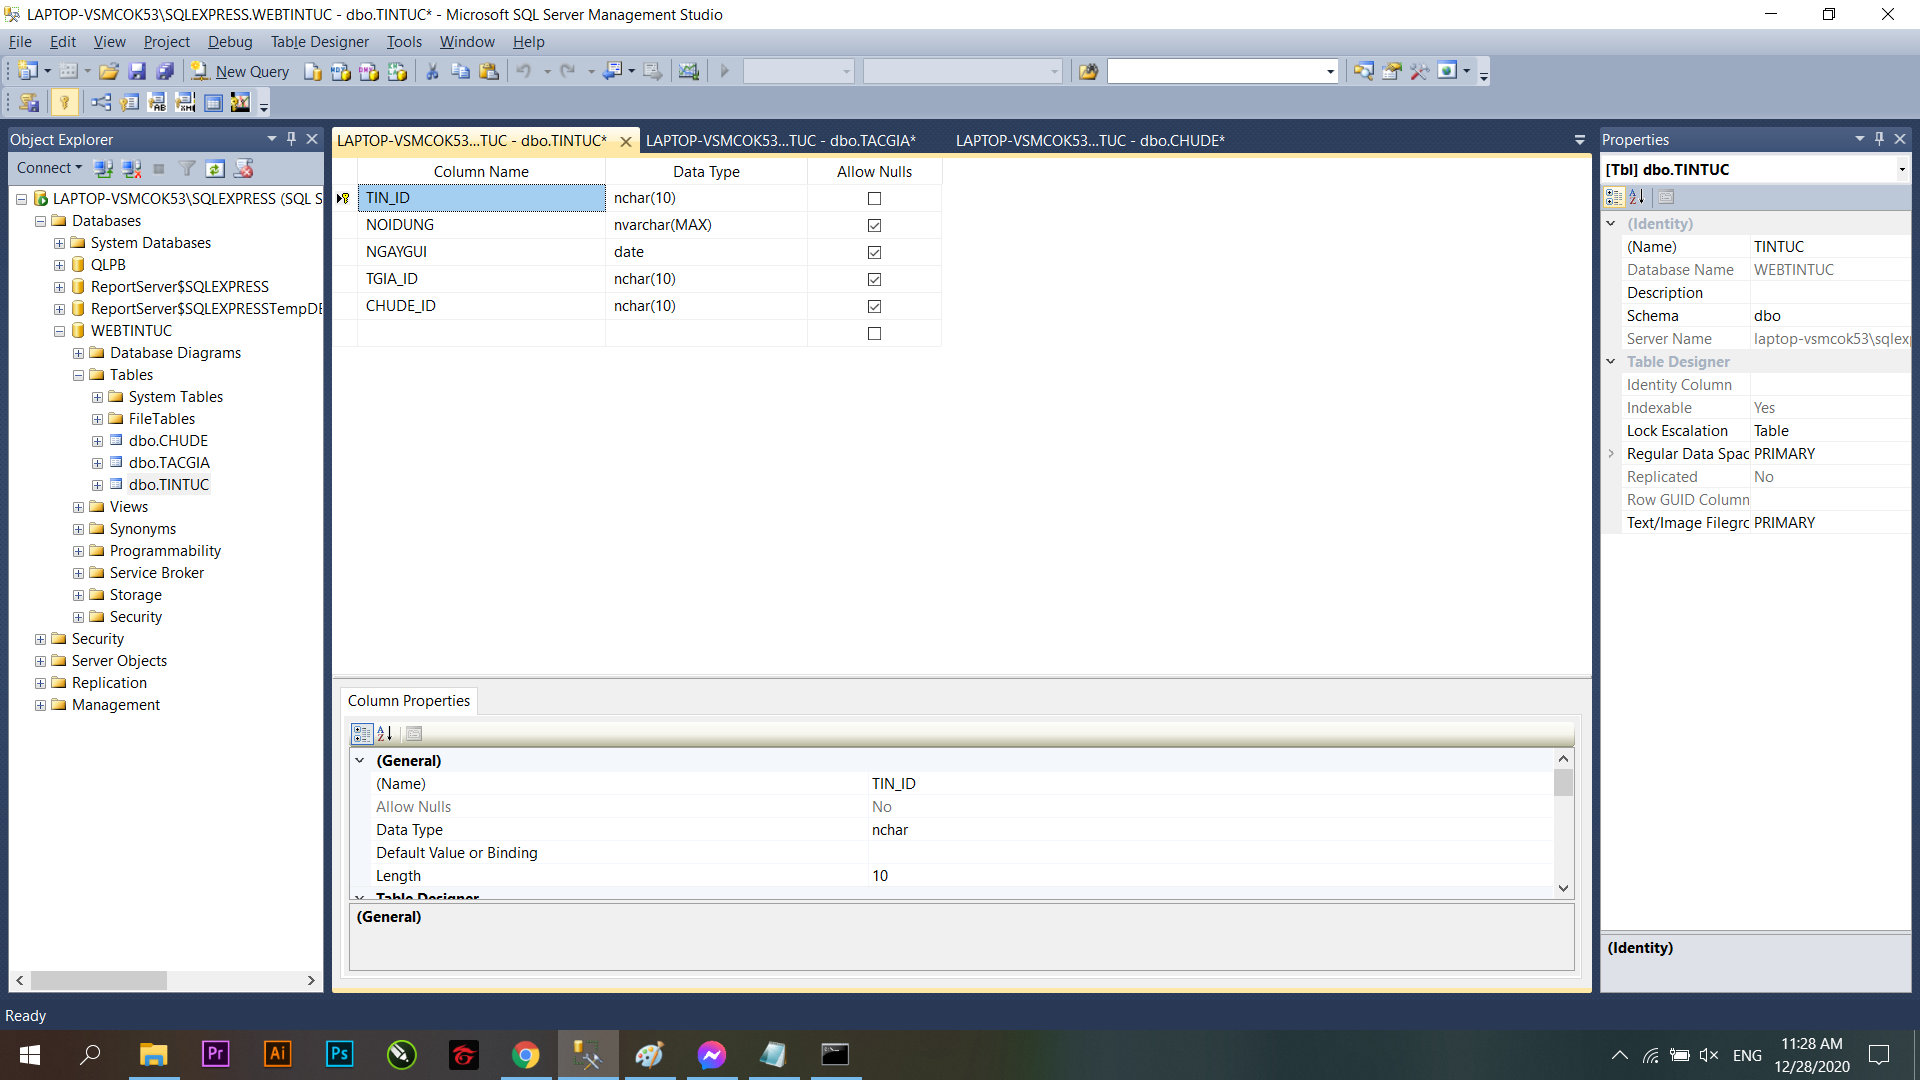 LAPTOP-VSMCOK53\SQLEXPRESS.WEBTINTUC - dbo.TINTUC* - Microsoft SQL Server Management Studio
File Edit View Project Debug Table Designer Tools Window Help
New Query
Object Explorer
Connect
LAPTOP-VSMCOK53\SQLEXPRESS (SQL S
Databases
System Databases
QLPB
ReportServer$SQLEXPRESS
ReportServer$SQLEXPRESSTempDE
WEBTINTUC
Database Diagrams
Tables
System Tables
FileTables
dbo.CHUDE
dbo.TACGIA
dbo.TINTUC
Views
Synonyms
Programmability
Service Broker
Storage
Security
Security
Server Objects
Replication
Management
LAPTOP-VSMCOK53...TUC - dbo.TINTUC* LAPTOP-VSMCOK53...TUC - dbo.TACGIA* LAPTOP-VSMCOK53...TUC - dbo.CHUDE*
Column Name Data Type Allow Nulls
TIN_ID nchar(10)
NOIDUNG nvarchar(MAX)
NGAYGUI date
TGIA_ID nchar(10)
CHUDE_ID nchar(10)
Column Properties
(General)
(Name) TIN_ID
Allow Nulls No
Data Type nchar
Default Value or Binding
Length 10
Table Designer
(General)
Properties
[Tbl] dbo.TINTUC
(Identity)
(Name) TINTUC
Database Name WEBTINTUC
Description
Schema dbo
Server Name laptop-vsmcok53\sqlexp
Table Designer
Identity Column
Indexable Yes
Lock Escalation Table
Regular Data Spac PRIMARY
Replicated No
Row GUID Column
Text/Image Filegrc PRIMARY
(Identity)
Ready
Pr Ai Ps
ENG
11:28 AM
12/28/2020